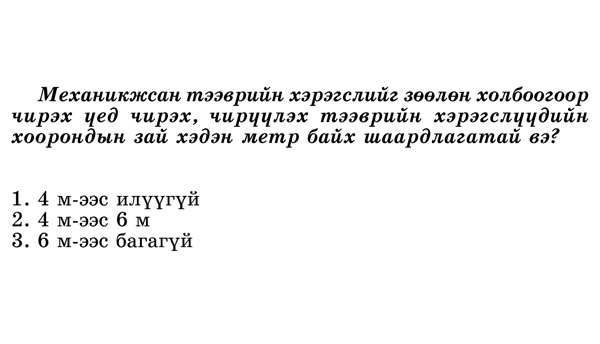 Механикжсан тээврийн хэрэгслийг зөөлөн холбоогоор
чирэх үед чирэх, чирүүлэх тээврийн хэрэгслүүдийн
хоорондын зай хэдэн метр байх шаардлагатай вэ?
1. 4 м-ээс илүүгүй
2. 4 м-ээс 6 м
3. 6 м-ээс багагүй